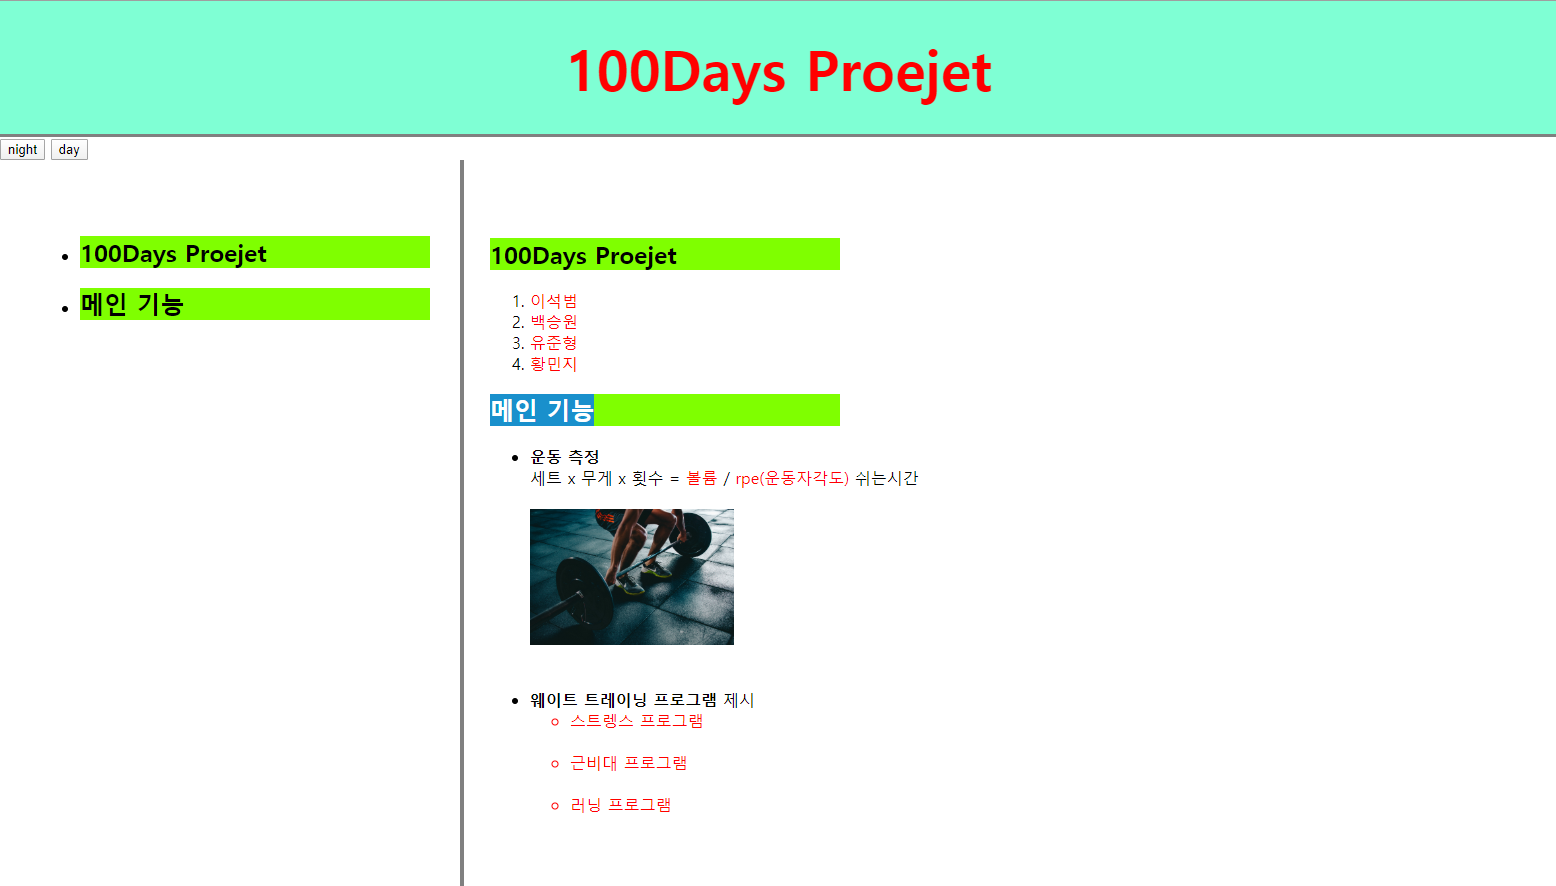 100Days Proejet
night day
100Days Proejet
메인 기능
100Days Proejet
1. 이석범
2. 백승원
3. 유준형
4. 황민지
메인 기능
운동 측정
세트 x 무게 x 횟수 = 볼륨 / rpe(운동자각도) 쉬는시간
웨이트 트레이닝 프로그램 제시
스트렝스 프로그램
근비대 프로그램
러닝 프로그램